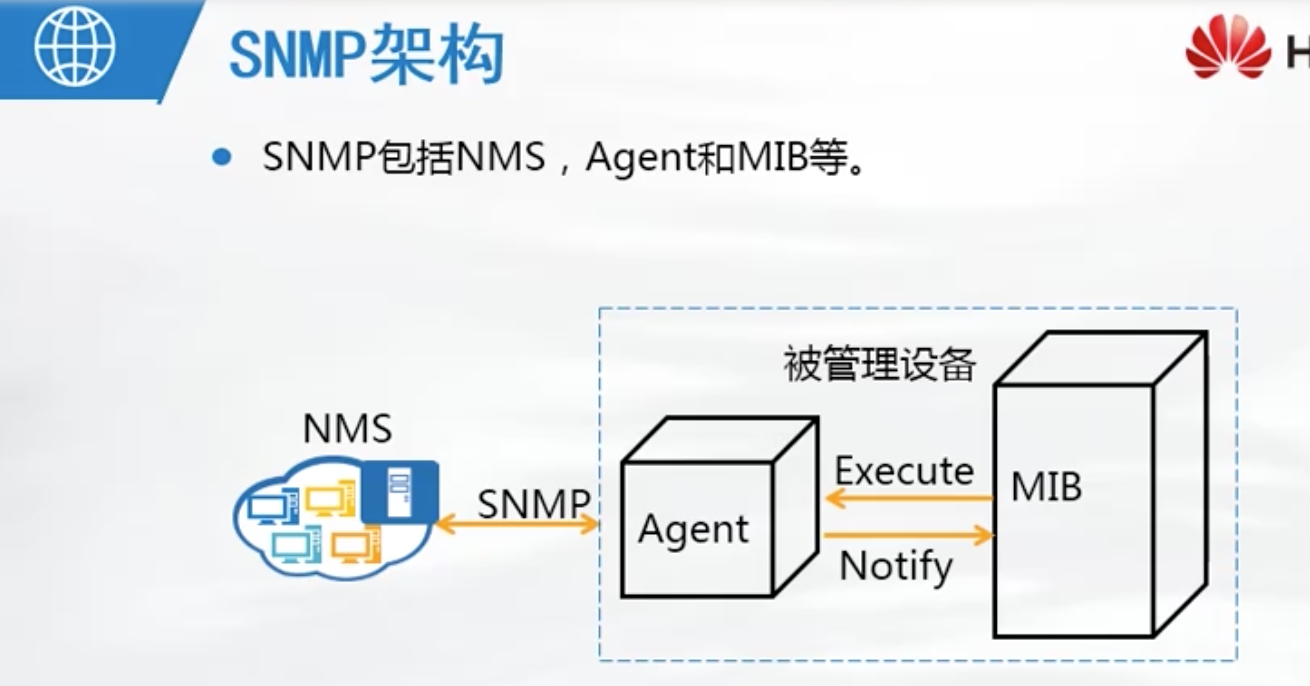 SNMP架构
SNMP包括NMS，Agent和MIB等。
被管理设备
NMS
SNMP
Agent
Execute
Notify
MIB